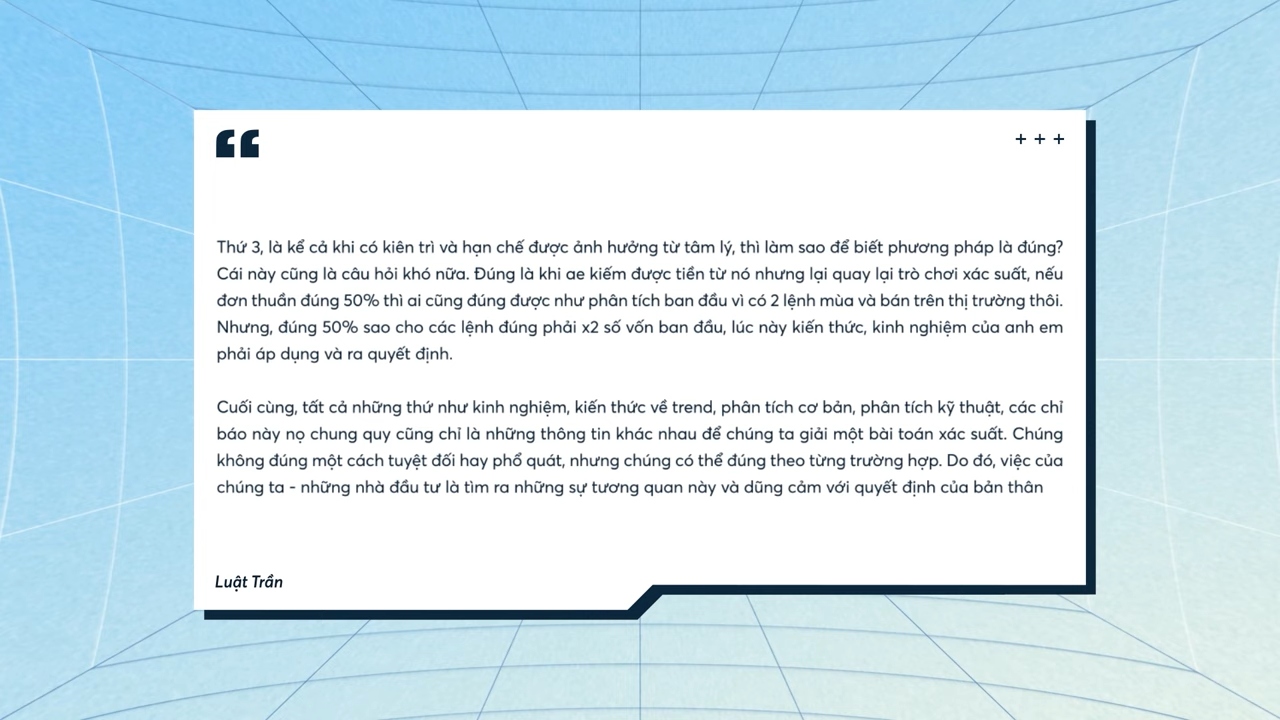 “
+ + +
Thứ 3, là kể cả khi có kiên trì và hạn chế được ảnh hưởng từ tâm lý, thì làm sao để biết phương pháp là đúng?
Cái này cũng là câu hỏi khó nữa. Đúng là khi ae kiếm được tiền từ nó nhưng lại quay lại trò chơi xác suất, nếu
đơn thuần đúng 50% thì ai cũng đúng được như phân tích ban đầu vì có 2 lệnh mùa và bán trên thị trường thôi.
Nhưng, đúng 50% sao cho các lệnh đúng phải x2 số vốn ban đầu, lúc này kiến thức, kinh nghiệm của anh em
phải áp dụng và ra quyết định.
Cuối cùng, tất cả những thứ như kinh nghiệm, kiến thức về trend, phân tích cơ bản, phân tích kỹ thuật, các chỉ
báo này nọ chung quy cũng chỉ là những thông tin khác nhau để chúng ta giải một bài toán xác suất. Chúng
không đúng một cách tuyệt đối hay phổ quát, nhưng chúng có thể đúng theo từng trường hợp. Do đó, việc của
chúng ta - những nhà đầu tư là tìm ra những sự tương quan này và dũng cảm với quyết định của bản thân
Luật Trần